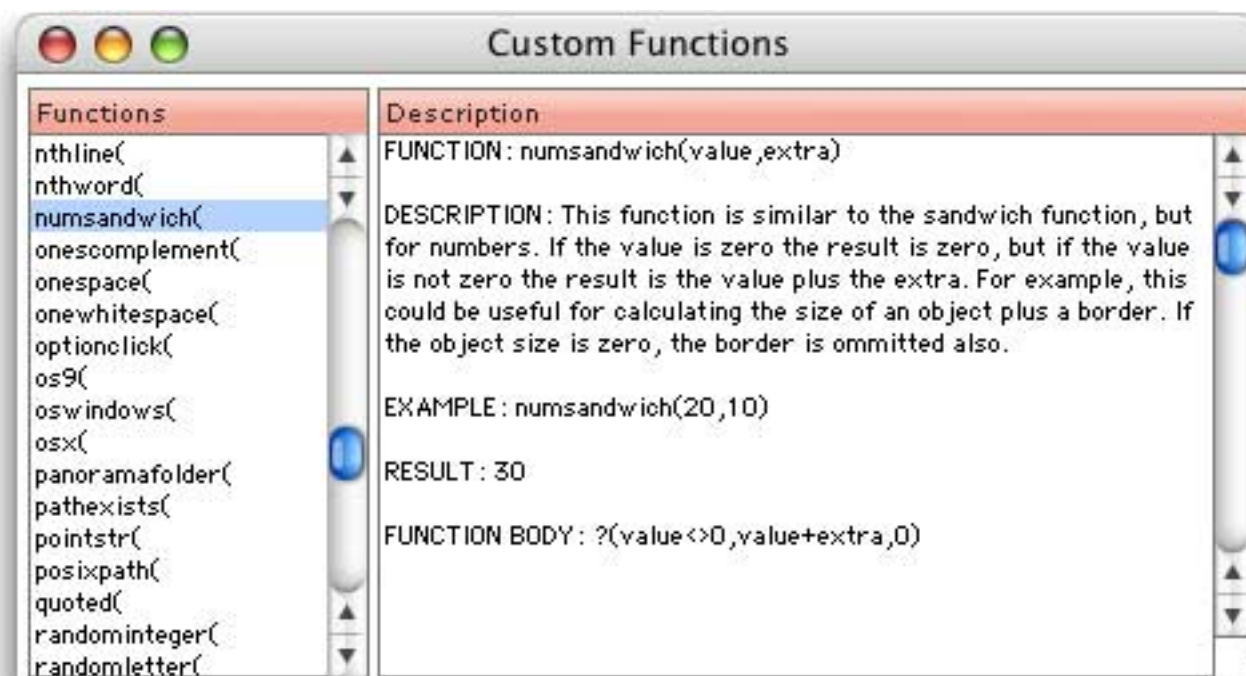 Custom Functions
Functions
nthline(
nthword(
numsandwich(
onescomplement(
onespace(
onewhitespace(
optionclick(
os9(
oswindows(
osx(
panoramafolder(
pathexists(
pointstr(
posixpath(
quoted(
randominteger(
randomletter(
Description
FUNCTION: numsandwich(value,extra)
DESCRIPTION: This function is similar to the sandwich function, but
for numbers. If the value is zero the result is zero, but if the value
is not zero the result is the value plus the extra. For example, this
could be useful for calculating the size of an object plus a border. If
the object size is zero, the border is ommitted also.
EXAMPLE: numsandwich(20,10)
RESULT: 30
FUNCTION BODY: ?(value<>0,value+extra,0)